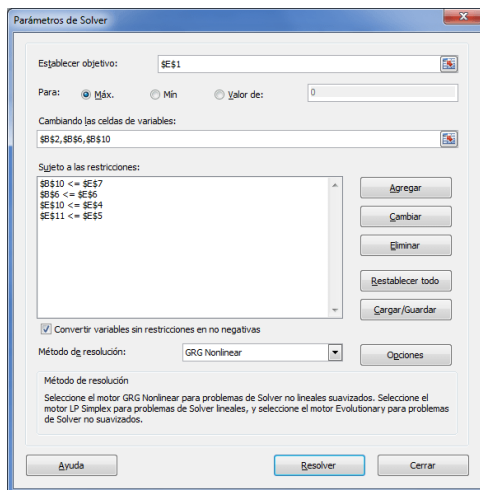 Parámetros de Solver
Establecer objetivo:
$E$1
Para:
Máx.
Mín
Valor de:
0
Cambiando las celdas de variables:
$B$2,$B$6,$B$10
Sujeto a las restricciones:
$B$10 <= $E$7
$B$6 <= $E$6
$E$10 <= $E$4
$E$11 <= $E$5
Agregar
Cambiar
Eliminar
Restablecer todo
Cargar/Guardar
Convertir variables sin restricciones en no negativas
Método de resolución:
GRG Nonlinear
Opciones
Método de resolución
Seleccione el motor GRG Nonlinear para problemas de Solver no lineales suavizados. Seleccione el
motor LP Simplex para problemas de Solver lineales, y seleccione el motor Evolutionary para problemas
de Solver no suavizados.
Ayuda
Resolver
Cerrar